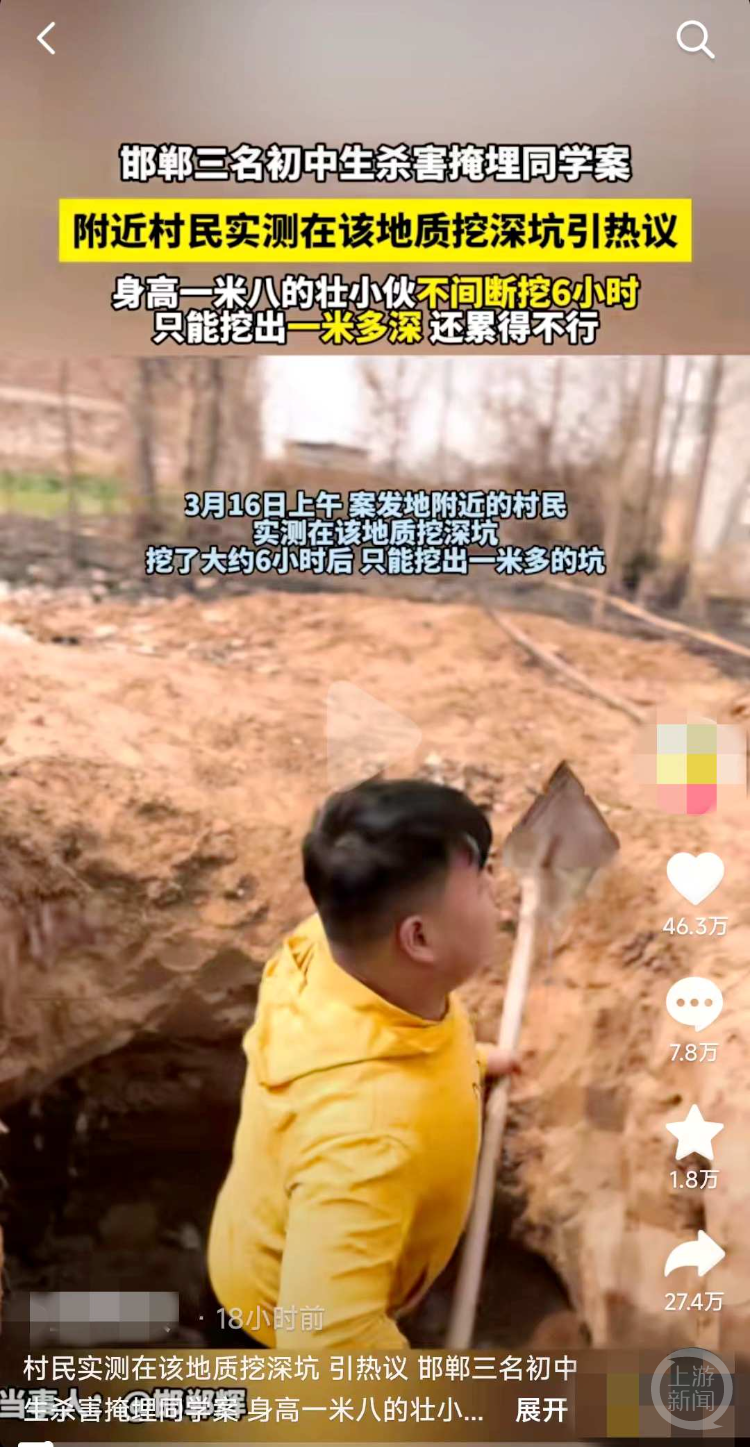 邯郸三名初中生杀害掩埋同学案
附近村民实测在该地质挖深坑引热议
身高一米八的壮小伙不间断挖6小时
只能挖出一米多深 还累得不行
3月16日上午 案发地附近的村民
实测在该地质挖深坑
挖了大约6小时后 只能挖出一米多的坑
46.3万
7.8万
1.8万
27.4万
· 18小时前
村民实测在该地质挖深坑 引热议 邯郸三名初中
生杀害掩埋同学案 身高一米八的壮小伙... 展开
上游
新闻